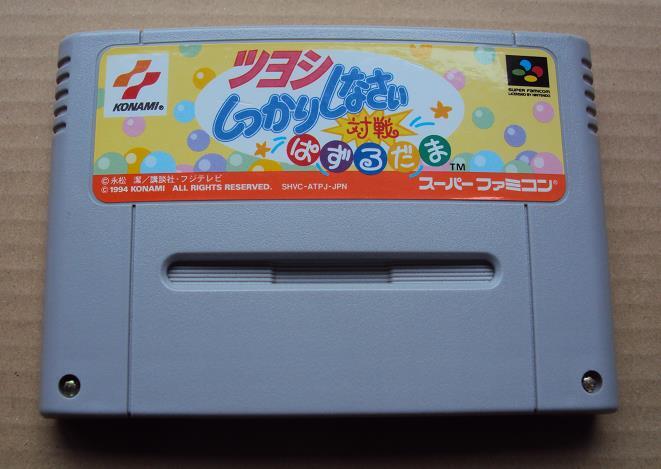 KONAMI®
ツヨシ
しっかりしなさい
対戦
ぱずるだま™
SUPER FAMICOM
LICENSED BY NINTENDO
©永松 潔／講談社・フジテレビ
©1994 KONAMI ALL RIGHTS RESERVED. SHVC-ATPJ-JPN
スーパーファミコン®